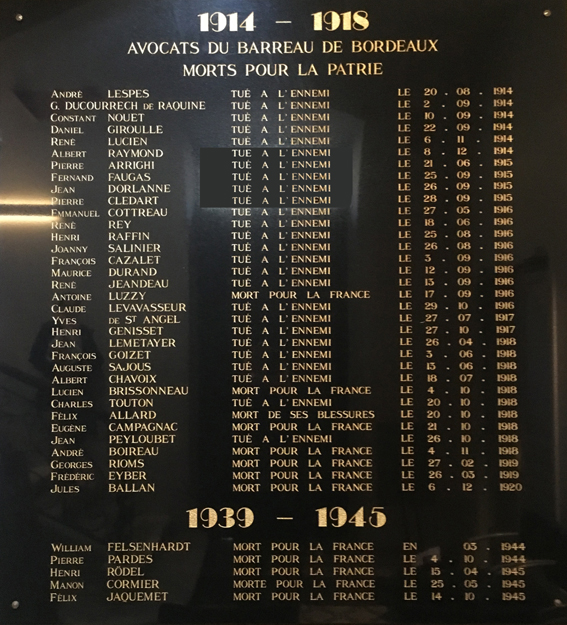 1914 – 1918
AVOCATS DU BARREAU DE BORDEAUX
MORTS POUR LA PATRIE
ANDRÉ LESPES TUÉ A L'ENNEMI LE 20 . 08 . 1914
G. DUCOURRECH DE RAQUINE TUÉ A L'ENNEMI LE 2 . 09 . 1914
CONSTANT NOUET TUÉ A L'ENNEMI LE 10 . 09 . 1914
DANIEL GIROULLE TUÉ A L'ENNEMI LE 22 . 09 . 1914
RENÉ LUCIEN TUÉ A L'ENNEMI LE 6 . 11 . 1914
ALBERT RAYMOND TUÉ A L'ENNEMI LE 8 . 12 . 1914
PIERRE ARRIGHI TUÉ A L'ENNEMI LE 21 . 06 . 1915
FERNAND FAUGAS TUÉ A L'ENNEMI LE 25 . 09 . 1915
JEAN DORLANNE TUÉ A L'ENNEMI LE 26 . 09 . 1915
PIERRE CLEDART TUÉ A L'ENNEMI LE 28 . 09 . 1915
EMMANUEL COTTREAU TUÉ A L'ENNEMI LE 27 . 05 . 1916
RENÉ REY TUÉ A L'ENNEMI LE 18 . 06 . 1916
HENRI RAFFIN TUÉ A L'ENNEMI LE 25 . 08 . 1916
JOANNY SALINIER TUÉ A L'ENNEMI LE 26 . 08 . 1916
FRANÇOIS CAZALET TUÉ A L'ENNEMI LE 3 . 09 . 1916
MAURICE DURAND TUÉ A L'ENNEMI LE 12 . 09 . 1916
RENÉ JEANDEAU TUÉ A L'ENNEMI LE 13 . 09 . 1916
ANTOINE LUZZY MORT POUR LA FRANCE LE 17 . 09 . 1916
CLAUDE LEVAVASSEUR TUÉ A L'ENNEMI LE 29 . 10 . 1916
YVES DE ST ANGEL TUÉ A L'ENNEMI LE 27 . 07 . 1917
HENRI GENISSET TUÉ A L'ENNEMI LE 27 . 10 . 1917
JEAN LEMETAYER TUÉ A L'ENNEMI LE 26 . 04 . 1918
FRANÇOIS GOIZET TUÉ A L'ENNEMI LE 3 . 06 . 1918
AUGUSTE SAJOUS TUÉ A L'ENNEMI LE 13 . 06 . 1918
ALBERT CHAVOIX TUÉ A L'ENNEMI LE 18 . 07 . 1918
LUCIEN BRISSONNEAU MORT POUR LA FRANCE LE 4 . 10 . 1918
CHARLES TOUTON TUÉ A L'ENNEMI LE 20 . 10 . 1918
FÉLIX ALLARD MORT DE SES BLESSURES LE 20 . 10 . 1918
EUGÈNE CAMPAGNAC MORT POUR LA FRANCE LE 21 . 10 . 1918
JEAN PEYLOUBET TUÉ A L'ENNEMI LE 26 . 10 . 1918
ANDRÉ BOIREAU MORT POUR LA FRANCE LE 4 . 11 . 1918
GEORGES RIOMS MORT POUR LA FRANCE LE 27 . 02 . 1919
FRÉDÉRIC EYBER MORT POUR LA FRANCE LE 26 . 03 . 1919
JULES BALLAN MORT POUR LA FRANCE LE 6 . 12 . 1920
1939 – 1945
WILLIAM FELSENHARDT MORT POUR LA FRANCE EN 03 . 1944
PIERRE PARDES MORT POUR LA FRANCE LE 4 . 10 . 1944
HENRI RÖDEL MORT POUR LA FRANCE LE 15 . 04 . 1945
MANON CORMIER MORTE POUR LA FRANCE LE 25 . 05 . 1945
FÉLIX JAQUEMET MORT POUR LA FRANCE LE 14 . 10 . 1945